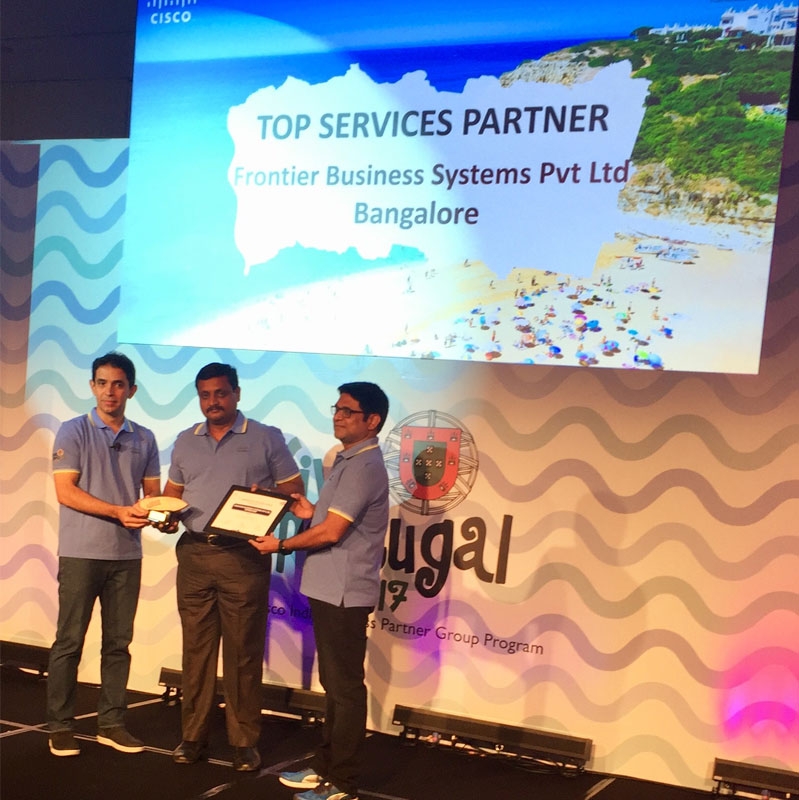 CISCO
TOP SERVICES PARTNER
Frontier Business Systems Pvt Ltd
Bangalore
ugal
17
Partner Group Program